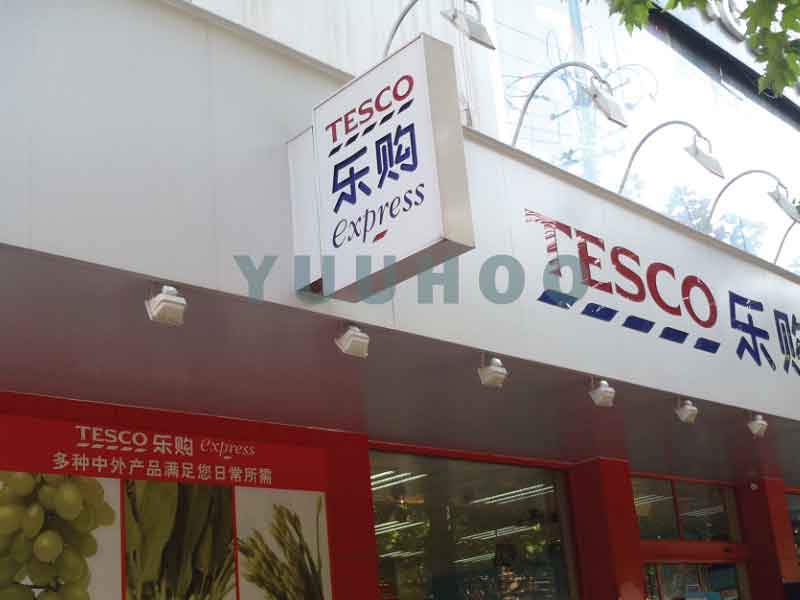 TESCO
乐购
express
TESCO 乐购
YUUHOO
TESCO 乐购 express
多种中外产品满足您日常所需